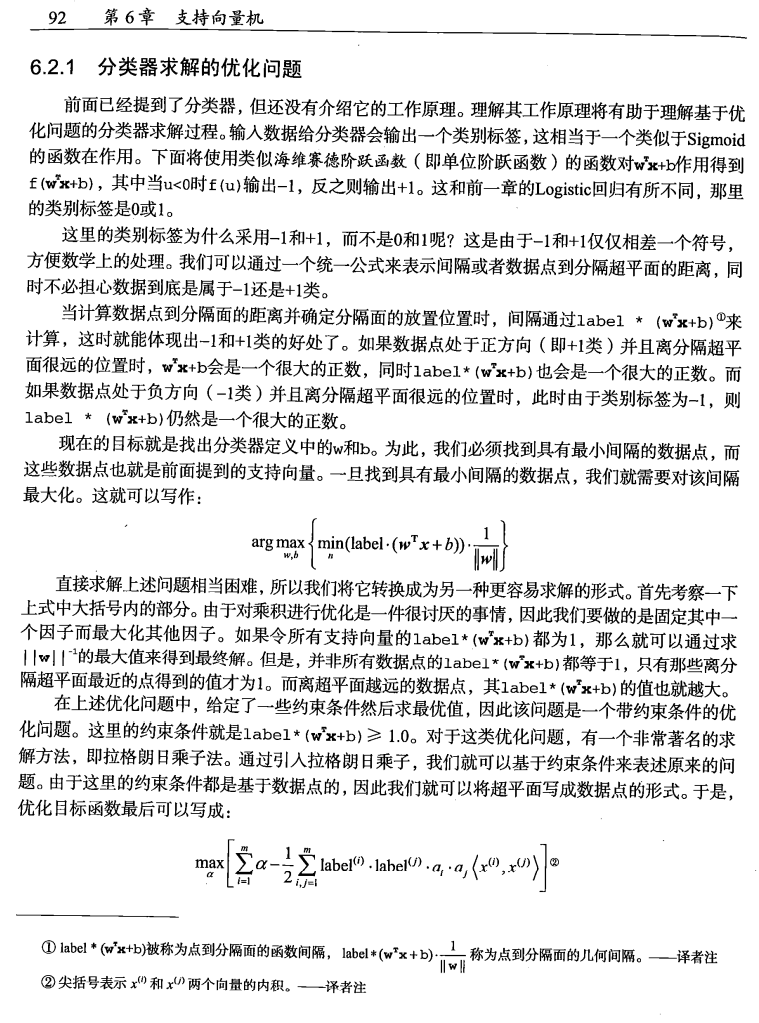 92 第6章 支持向量机
6.2.1 分类器求解的优化问题
前面已经提到了分类器，但还没有介绍它的工作原理。理解其工作原理将有助于理解基于优
化问题的分类器求解过程。输入数据给分类器会输出一个类别标签，这相当于一个类似于Sigmoid
的函数在作用。下面将使用类似海维赛德阶跃函数（即单位阶跃函数）的函数对wᵀx+b作用得到
f(wᵀx+b)，其中当u<0时f(u)输出–1，反之则输出+1。这和前一章的Logistic回归有所不同，那里
的类别标签是0或1。
这里的类别标签为什么采用–1和+1，而不是0和1呢？这是由于–1和+1仅仅相差一个符号，
方便数学上的处理。我们可以通过一个统一公式来表示间隔或者数据点到分隔超平面的距离，同
时不必担心数据到底是属于–1还是+1类。
当计算数据点到分隔面的距离并确定分隔面的放置位置时，间隔通过label * (wᵀx+b)①来
计算，这时就能体现出–1和+1类的好处了。如果数据点处于正方向（即+1类）并且离分隔超平
面很远的位置时，wᵀx+b会是一个很大的正数，同时label*(wᵀx+b)也会是一个很大的正数。而
如果数据点处于负方向（–1类）并且离分隔超平面很远的位置时，此时由于类别标签为–1，则
label * (wᵀx+b)仍然是一个很大的正数。
现在的目标就是找出分类器定义中的w和b。为此，我们必须找到具有最小间隔的数据点，而
这些数据点也就是前面提到的支持向量。一旦找到具有最小间隔的数据点，我们就需要对该间隔
最大化。这就可以写作：
arg max_{w,b} { min_n (label·(wᵀx+b))· 1/‖w‖ }
直接求解上述问题相当困难，所以我们将它转换成为另一种更容易求解的形式。首先考察一下
上式中大括号内的部分。由于对乘积进行优化是一件很讨厌的事情，因此我们要做的是固定其中一
个因子而最大化其他因子。如果令所有支持向量的label*(wᵀx+b)都为1，那么就可以通过求
||w||⁻¹的最大值来得到最终解。但是，并非所有数据点的label*(wᵀx+b)都等于1，只有那些离分
隔超平面最近的点得到的值才为1。而离超平面越远的数据点，其label*(wᵀx+b)的值也就越大。
在上述优化问题中，给定了一些约束条件然后求最优值，因此该问题是一个带约束条件的优
化问题。这里的约束条件就是label*(wᵀx+b) ≥ 1.0。对于这类优化问题，有一个非常著名的求
解方法，即拉格朗日乘子法。通过引入拉格朗日乘子，我们就可以基于约束条件来表述原来的问
题。由于这里的约束条件都是基于数据点的，因此我们就可以将超平面写成数据点的形式。于是，
优化目标函数最后可以写成：
max_α [ ∑_{i=1}^{m} α − 1/2 ∑_{i,j=1}^{m} label⁽ⁱ⁾·label⁽ʲ⁾·aᵢ·aⱼ⟨x⁽ⁱ⁾,x⁽ʲ⁾⟩ ]②
① label * (wᵀx+b)被称为点到分隔面的函数间隔，label*(wᵀx+b)· 1/‖w‖ 称为点到分隔面的几何间隔。——译者注
② 尖括号表示 x⁽ⁱ⁾ 和 x⁽ʲ⁾ 两个向量的内积。——译者注